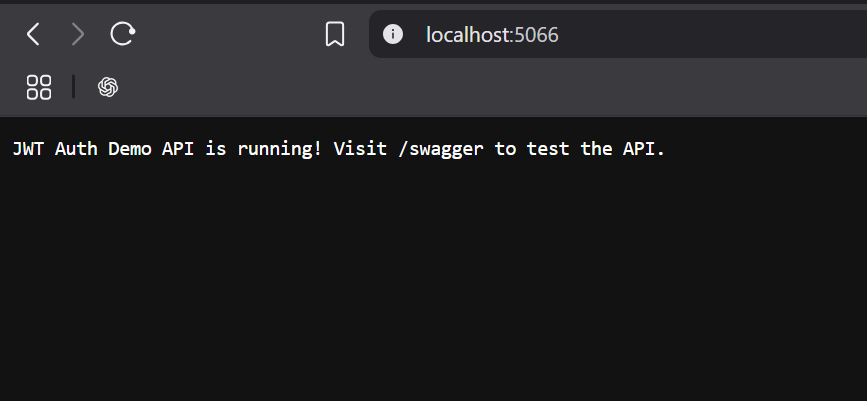 localhost:5066
JWT Auth Demo API is running! Visit /swagger to test the API.